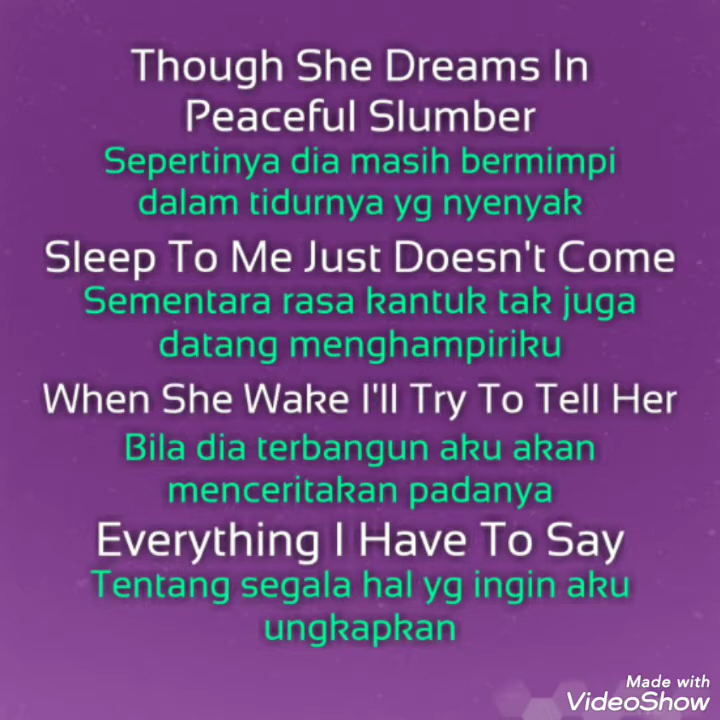 Though She Dreams In
Peaceful Slumber
Sepertinya dia masih bermimpi
dalam tidurnya yg nyenyak
Sleep To Me Just Doesn't Come
Sementara rasa kantuk tak juga
datang menghampiriku
When She Wake I'll Try To Tell Her
Bila dia terbangun aku akan
menceritakan padanya
Everything I Have To Say
Tentang segala hal yg ingin aku
ungkapkan
Made with
VideoShow